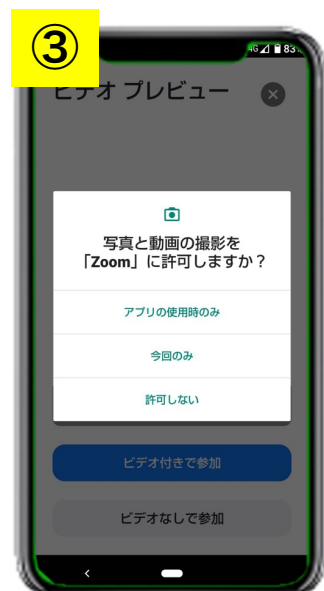 ③
4G 83%
ビデオ プレビュー
写真と動画の撮影を
「Zoom」に許可しますか？
アプリの使用時のみ
今回のみ
許可しない
ビデオ付きで参加
ビデオなしで参加